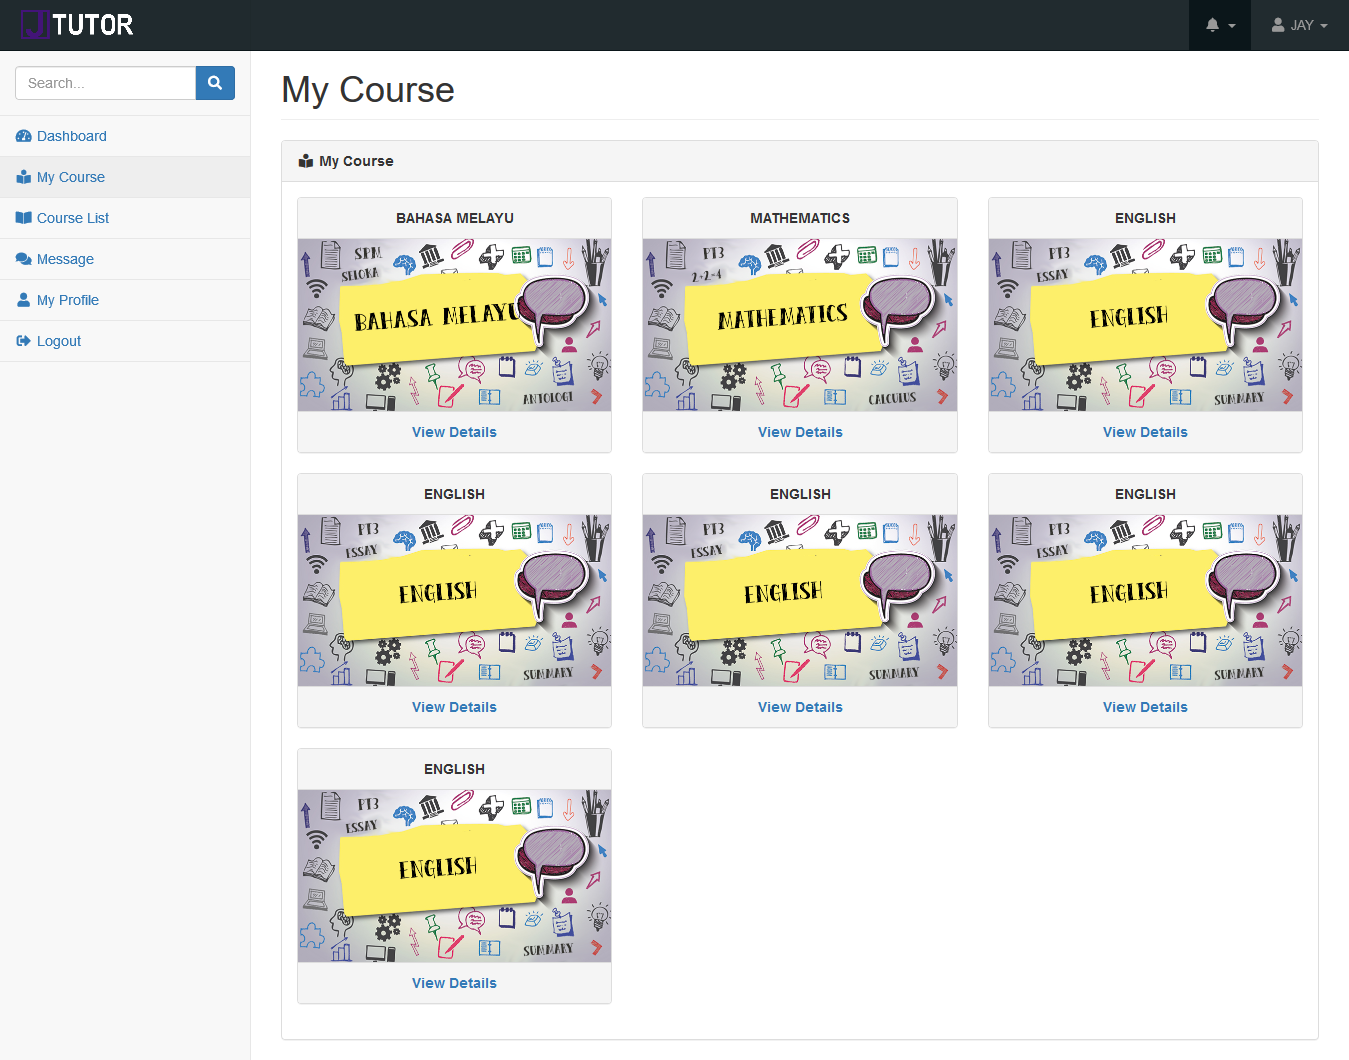 J TUTOR
JAY
Search...
Dashboard
My Course
Course List
Message
My Profile
Logout
My Course
My Course
BAHASA MELAYU
SPM
SELOKA
BAHASA MELAYU
ANTOLOGI
View Details
MATHEMATICS
PT3
2+2=4
MATHEMATICS
CALCULUS
View Details
ENGLISH
PT3
ESSAY
ENGLISH
SUMMARY
View Details
ENGLISH
PT3
ESSAY
ENGLISH
SUMMARY
View Details
ENGLISH
PT3
ESSAY
ENGLISH
SUMMARY
View Details
ENGLISH
PT3
ESSAY
ENGLISH
SUMMARY
View Details
ENGLISH
PT3
ESSAY
ENGLISH
SUMMARY
View Details